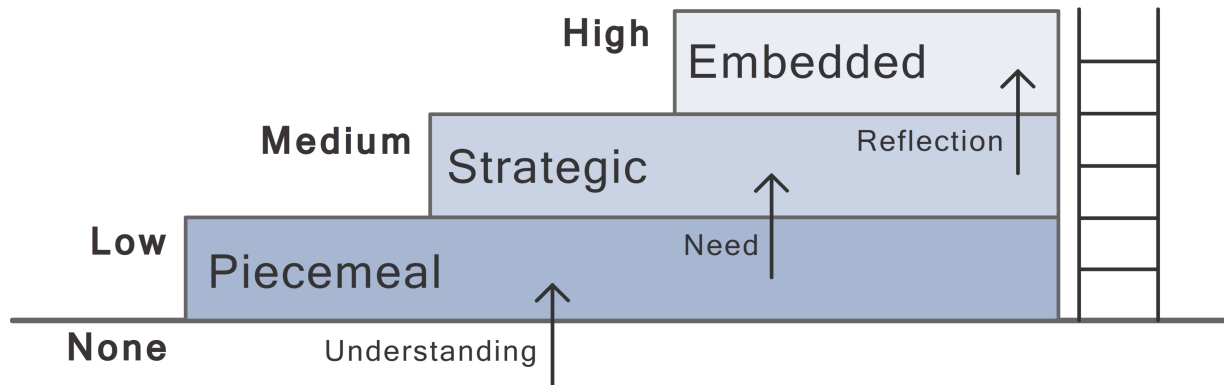 High
Embedded
Medium
Reflection
Strategic
Low
Need
Piecemeal
None
Understanding